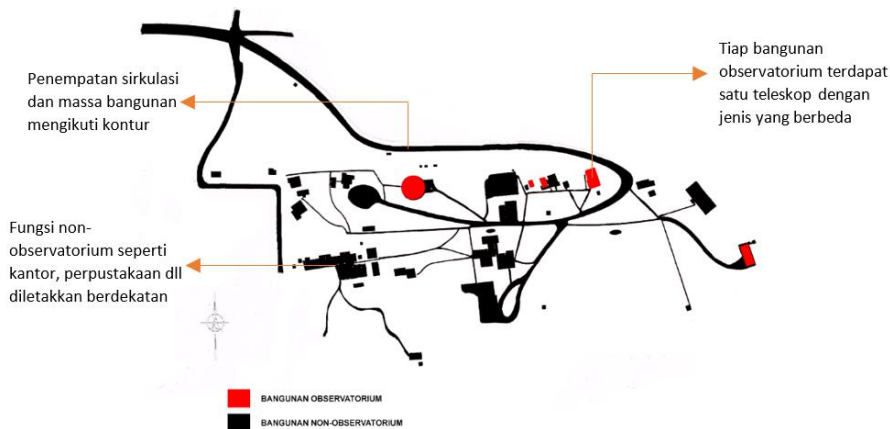 Penempatan sirkulasi
dan massa bangunan
mengikuti kontur
Tiap bangunan
observatorium terdapat
satu teleskop dengan
jenis yang berbeda
Fungsi non-
observatorium seperti
kantor, perpustakaan dll
diletakkan berdekatan
BANGUNAN OBSERVATORIUM
BANGUNAN NON-OBSERVATORIUM